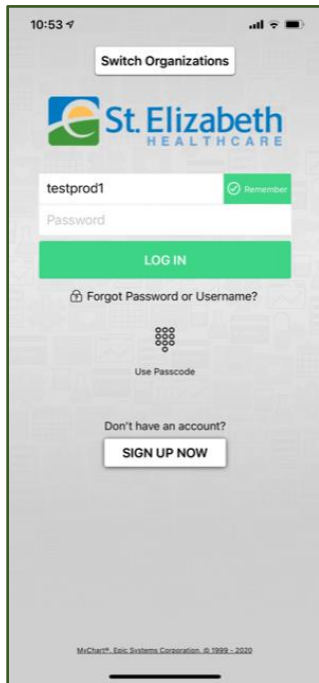 10:53
Switch Organizations
St. Elizabeth
HEALTHCARE
testprod1
Remember
Password
LOG IN
Forgot Password or Username?
Use Passcode
Don't have an account?
SIGN UP NOW
MyChart®, Epic Systems Corporation, © 1999 - 2020